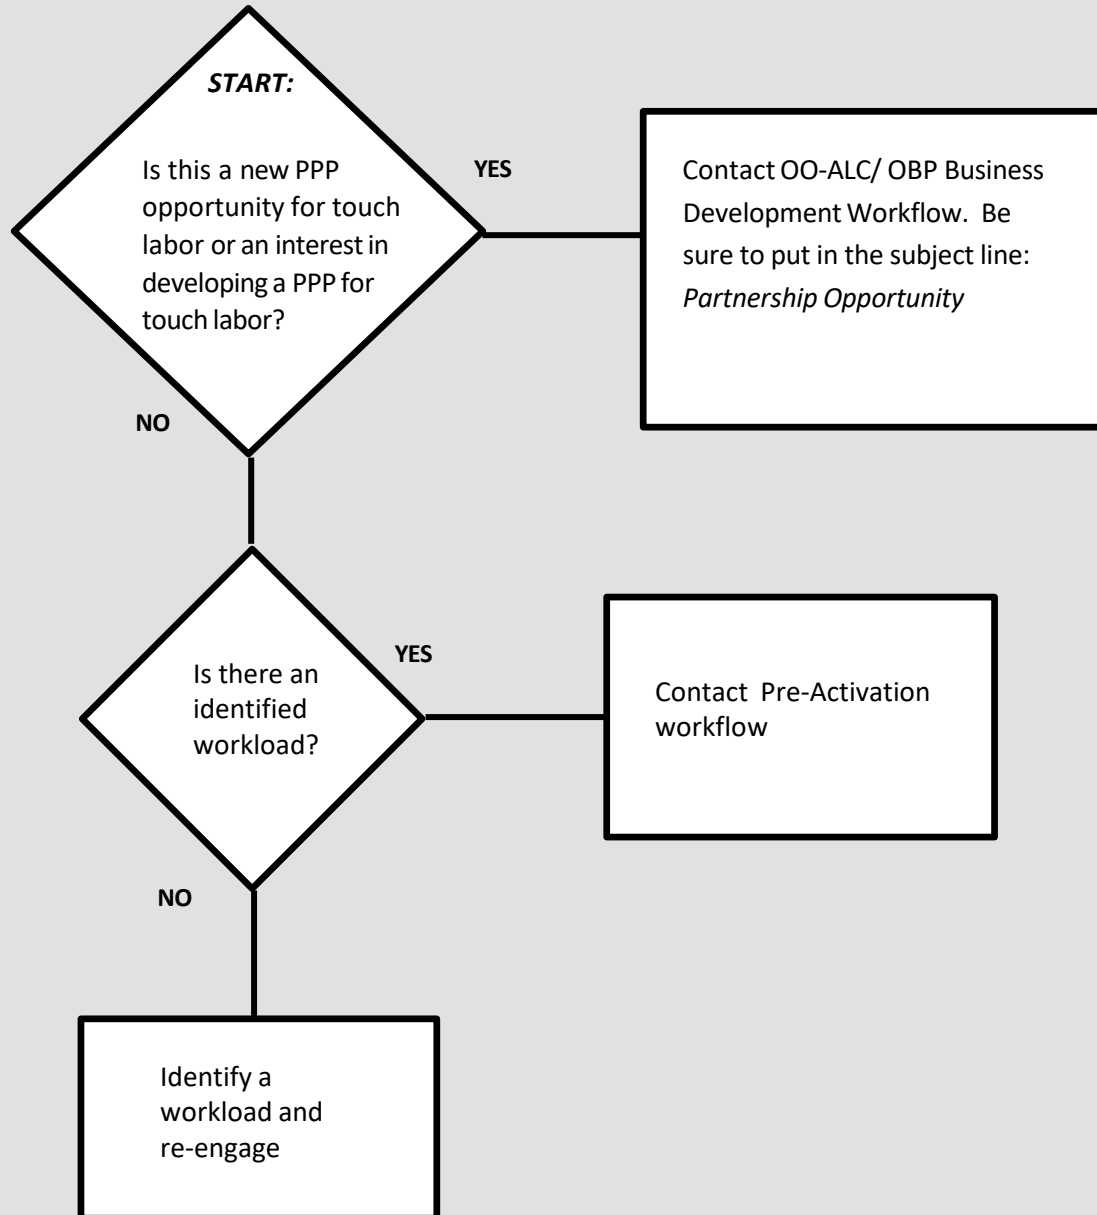 START:
Is this a new PPP
opportunity for touch
labor or an interest in
developing a PPP for
touch labor?
YES
Contact OO-ALC/ OBP Business
Development Workflow. Be
sure to put in the subject line:
Partnership Opportunity
NO
Is there an
identified
workload?
YES
Contact Pre-Activation
workflow
NO
Identify a
workload and
re-engage